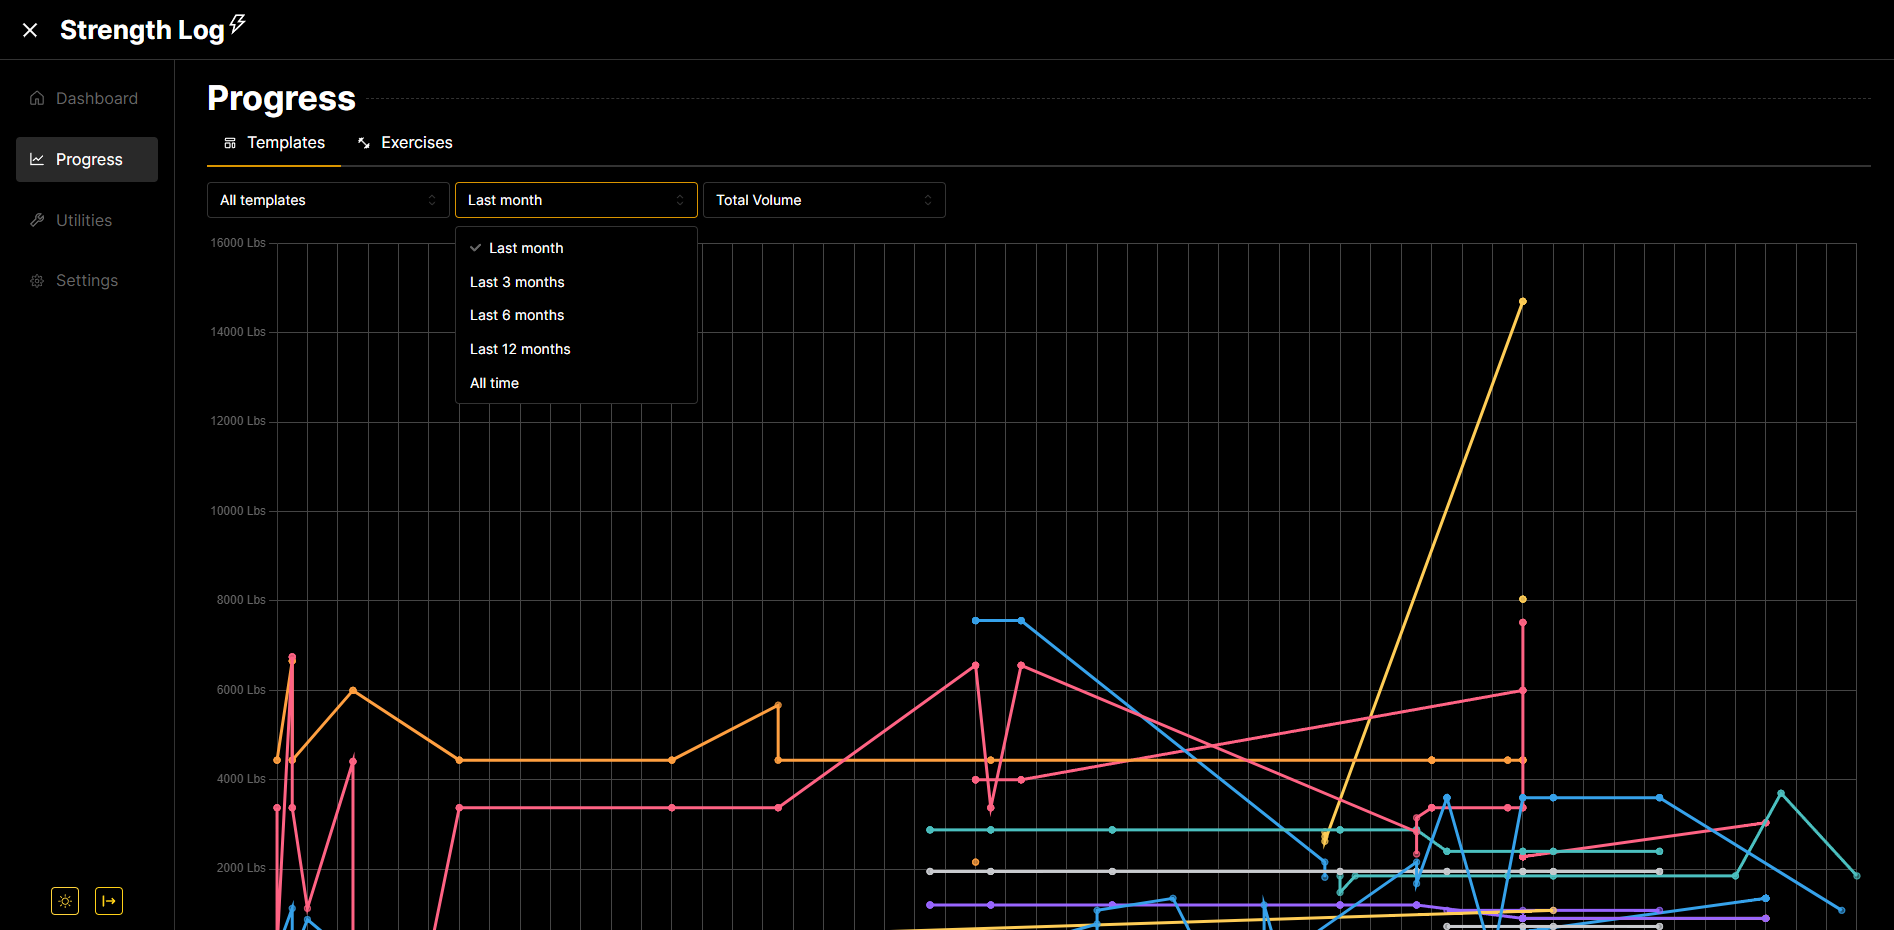 Strength Log
Dashboard
Progress
Utilities
Settings
Progress
Templates
Exercises
All templates
Last month
Total Volume
Last month
Last 3 months
Last 6 months
Last 12 months
All time
16000 Lbs
14000 Lbs
12000 Lbs
10000 Lbs
8000 Lbs
6000 Lbs
4000 Lbs
2000 Lbs